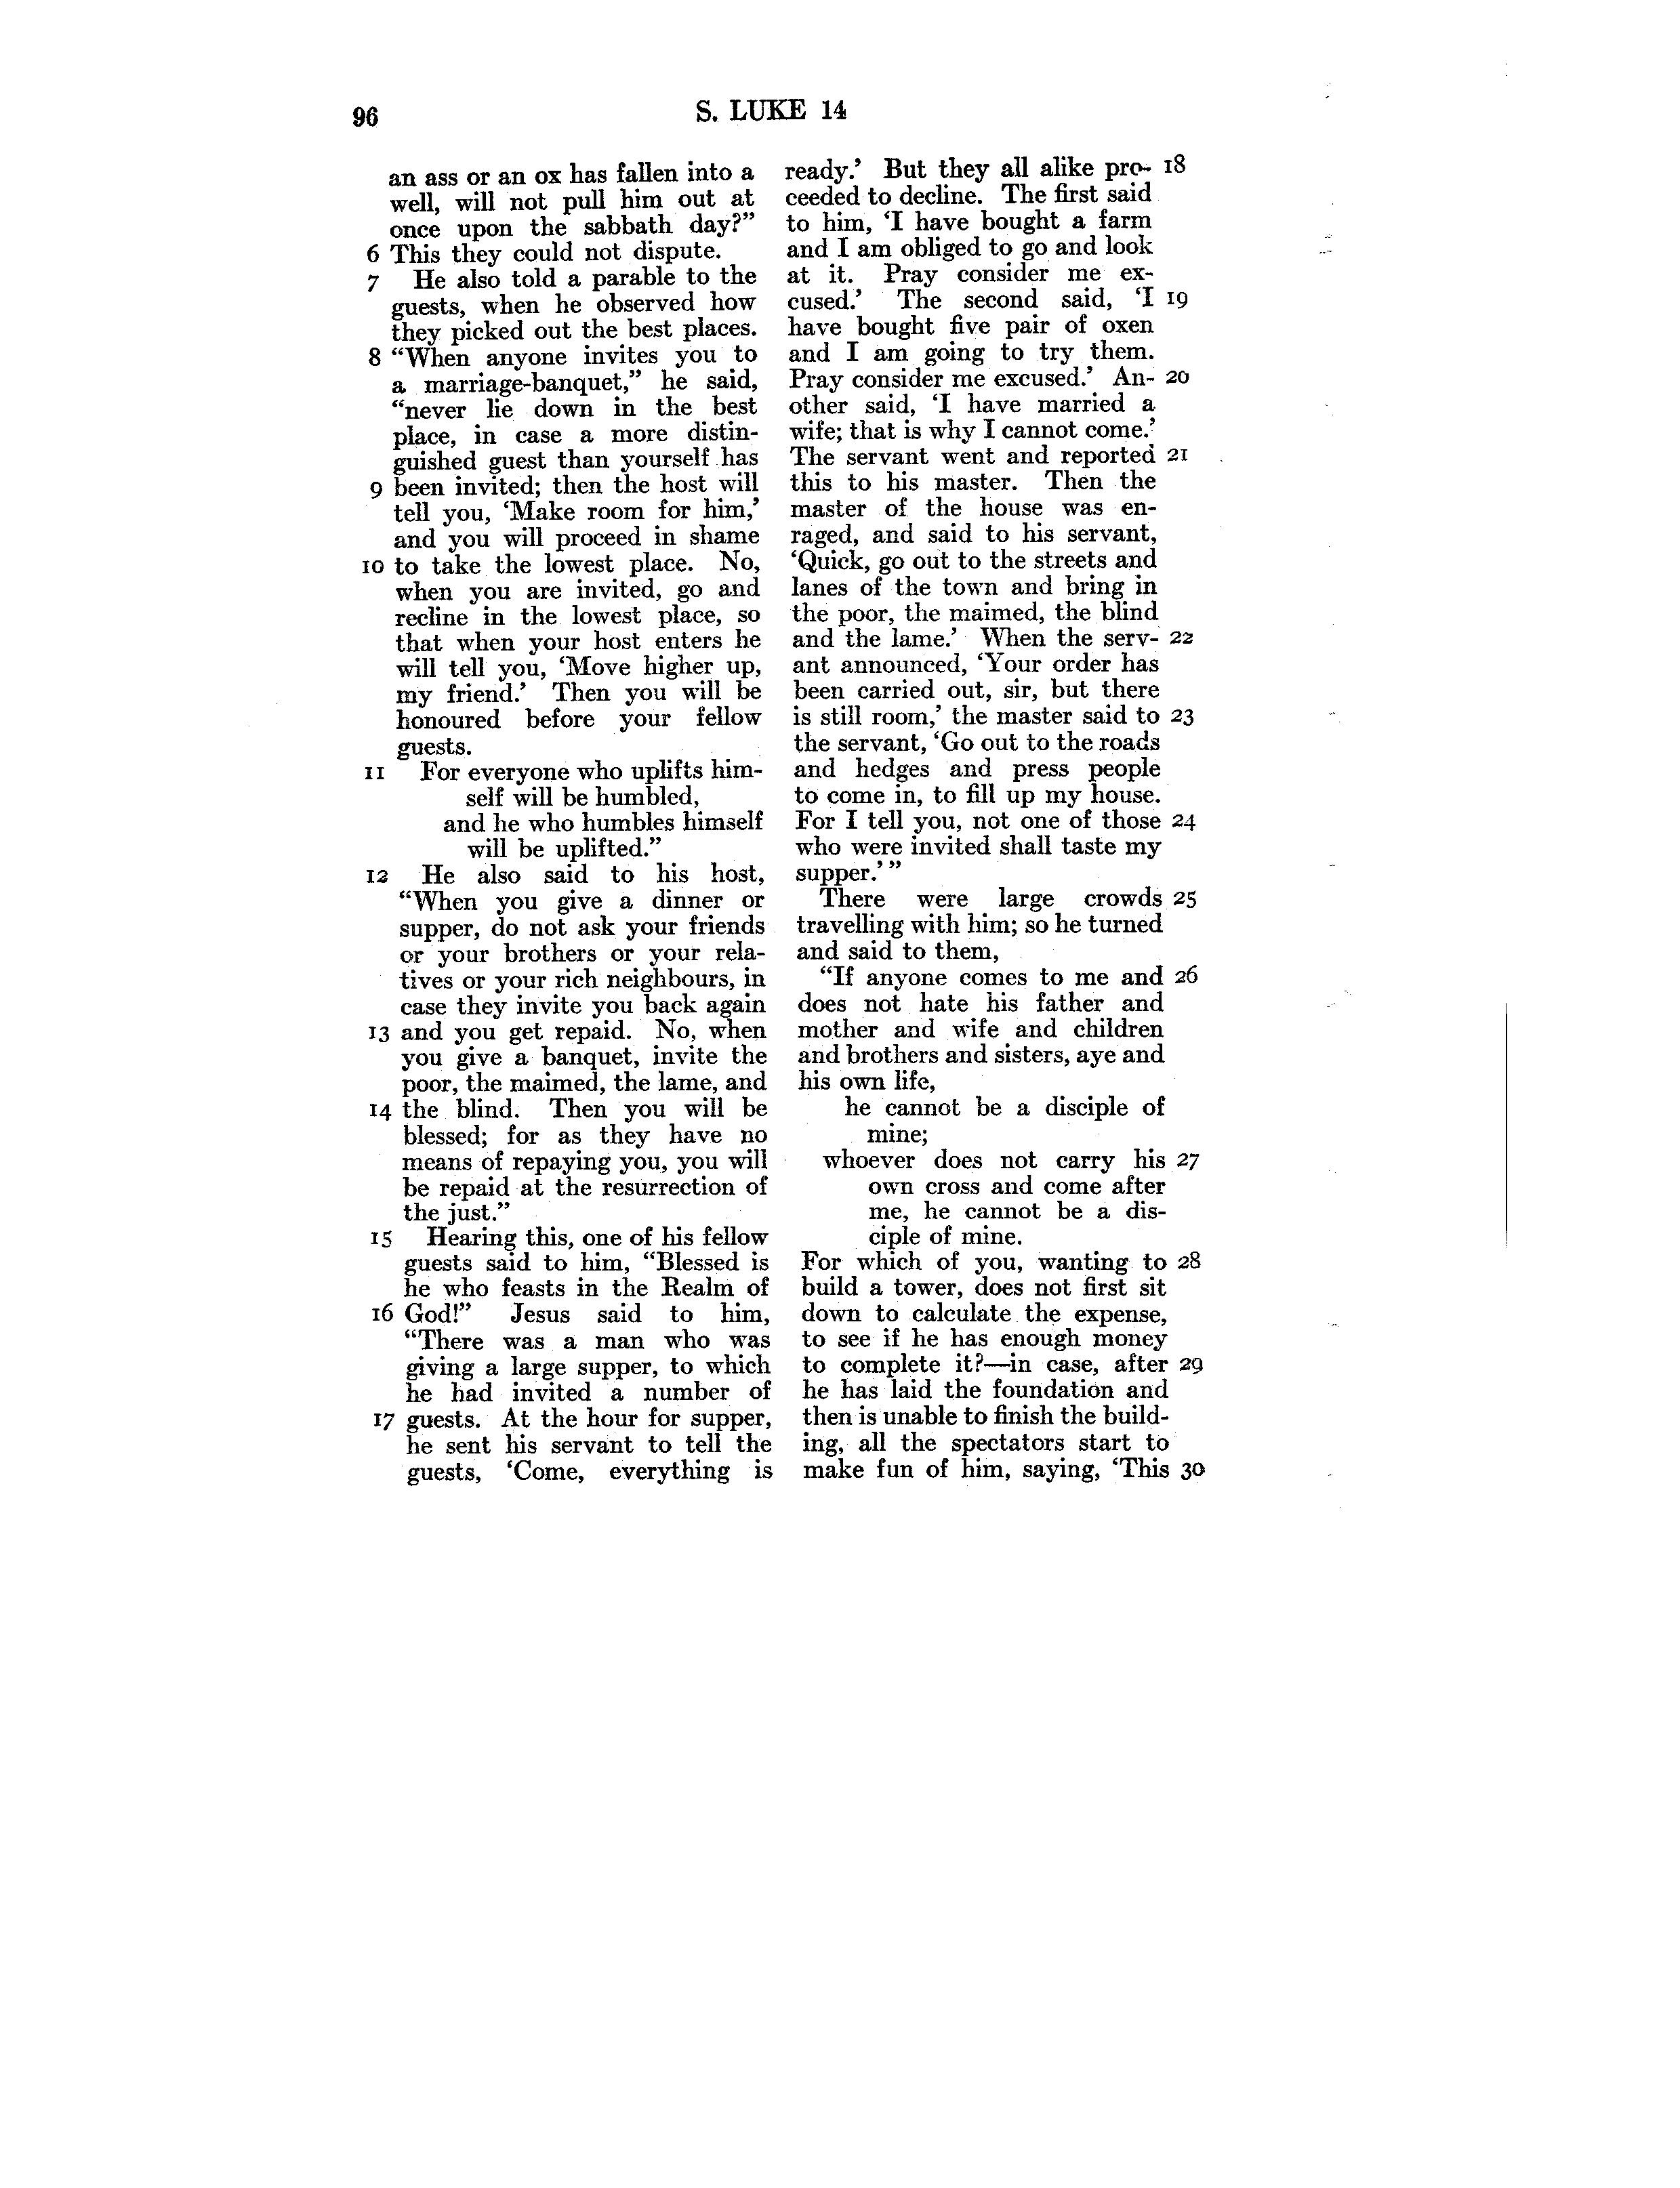 96
S. LUKE 14
an ass or an ox has fallen into a
well, will not pull him out at
once upon the sabbath day?”
6 This they could not dispute.
7 He also told a parable to the
guests, when he observed how
they picked out the best places.
8 “When anyone invites you to
a marriage-banquet,” he said,
“never lie down in the best
place, in case a more distin-
guished guest than yourself has
9 been invited; then the host will
tell you, ‘Make room for him,’
and you will proceed in shame
10 to take the lowest place. No,
when you are invited, go and
recline in the lowest place, so
that when your host enters he
will tell you, ‘Move higher up,
my friend.’ Then you will be
honoured before your fellow
guests.
11 For everyone who uplifts him-
self will be humbled,
and he who humbles himself
will be uplifted.”
12 He also said to his host,
“When you give a dinner or
supper, do not ask your friends
or your brothers or your rela-
tives or your rich neighbours, in
case they invite you back again
13 and you get repaid. No, when
you give a banquet, invite the
poor, the maimed, the lame, and
14 the blind. Then you will be
blessed; for as they have no
means of repaying you, you will
be repaid at the resurrection of
the just.”
15 Hearing this, one of his fellow
guests said to him, “Blessed is
he who feasts in the Realm of
16 God!” Jesus said to him,
“There was a man who was
giving a large supper, to which
he had invited a number of
17 guests. At the hour for supper,
he sent his servant to tell the
guests, ‘Come, everything is
ready.’ But they all alike pro- 18
ceeded to decline. The first said
to him, ‘I have bought a farm
and I am obliged to go and look
at it. Pray consider me ex-
cused.’ The second said, ‘I 19
have bought five pair of oxen
and I am going to try them.
Pray consider me excused.’ An- 20
other said, ‘I have married a
wife; that is why I cannot come.’
The servant went and reported 21
this to his master. Then the
master of the house was en-
raged, and said to his servant,
‘Quick, go out to the streets and
lanes of the town and bring in
the poor, the maimed, the blind
and the lame.’ When the serv- 22
ant announced, ‘Your order has
been carried out, sir, but there
is still room,’ the master said to 23
the servant, ‘Go out to the roads
and hedges and press people
to come in, to fill up my house.
For I tell you, not one of those 24
who were invited shall taste my
supper.’ ”
There were large crowds 25
travelling with him; so he turned
and said to them,
“If anyone comes to me and 26
does not hate his father and
mother and wife and children
and brothers and sisters, aye and
his own life,
he cannot be a disciple of
mine;
whoever does not carry his 27
own cross and come after
me, he cannot be a dis-
ciple of mine.
For which of you, wanting to 28
build a tower, does not first sit
down to calculate the expense,
to see if he has enough money
to complete it?—in case, after 29
he has laid the foundation and
then is unable to finish the build-
ing, all the spectators start to
make fun of him, saying, ‘This 30